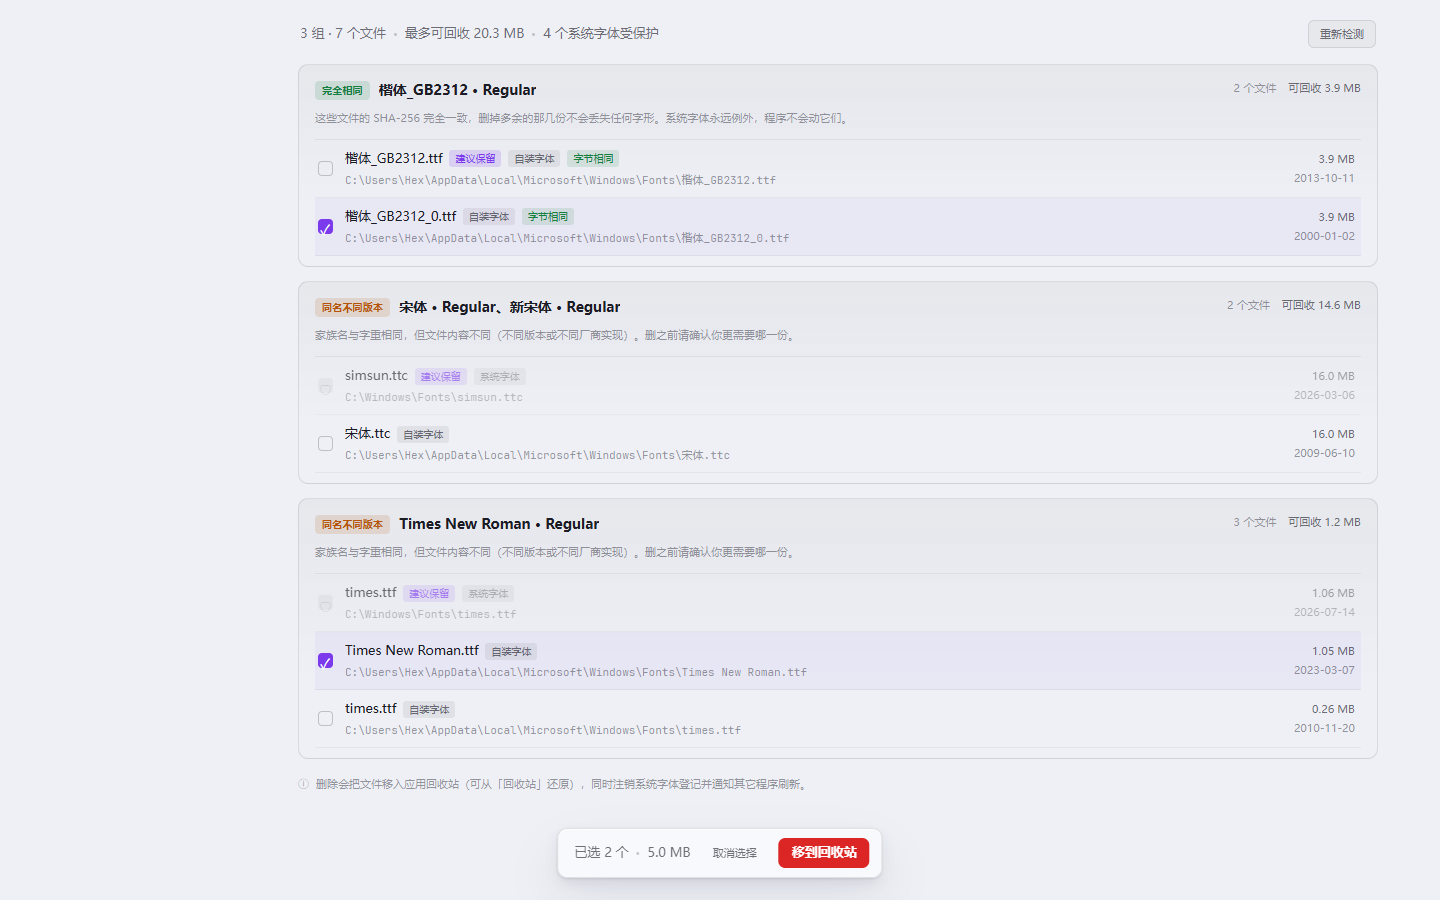 3 组 · 7 个文件 • 最多可回收 20.3 MB • 4 个系统字体受保护
重新检测
完全相同 楷体_GB2312 • Regular
2 个文件 可回收 3.9 MB
这些文件的 SHA-256 完全一致，删掉多余的那几份不会丢失任何字形。系统字体永远例外，程序不会动它们。
楷体_GB2312.ttf 建议保留 自装字体 字节相同
3.9 MB
C:\Users\Hex\AppData\Local\Microsoft\Windows\Fonts\楷体_GB2312.ttf
2013-10-11
楷体_GB2312_0.ttf 自装字体 字节相同
3.9 MB
C:\Users\Hex\AppData\Local\Microsoft\Windows\Fonts\楷体_GB2312_0.ttf
2000-01-02
同名不同版本 宋体 • Regular、新宋体 • Regular
2 个文件 可回收 14.6 MB
家族名与字重相同，但文件内容不同（不同版本或不同厂商实现）。删之前请确认你更需要哪一份。
simsun.ttc 建议保留 系统字体
16.0 MB
C:\Windows\Fonts\simsun.ttc
2026-03-06
宋体.ttc 自装字体
16.0 MB
C:\Users\Hex\AppData\Local\Microsoft\Windows\Fonts\宋体.ttc
2009-06-10
同名不同版本 Times New Roman • Regular
3 个文件 可回收 1.2 MB
家族名与字重相同，但文件内容不同（不同版本或不同厂商实现）。删之前请确认你更需要哪一份。
times.ttf 建议保留 系统字体
1.06 MB
C:\Windows\Fonts\times.ttf
2026-07-14
Times New Roman.ttf 自装字体
1.05 MB
C:\Users\Hex\AppData\Local\Microsoft\Windows\Fonts\Times New Roman.ttf
2023-03-07
times.ttf 自装字体
0.26 MB
C:\Users\Hex\AppData\Local\Microsoft\Windows\Fonts\times.ttf
2010-11-20
删除会把文件移入应用回收站（可从「回收站」还原），同时注销系统字体登记并通知其它程序刷新。
已选 2 个 • 5.0 MB 取消选择 移到回收站